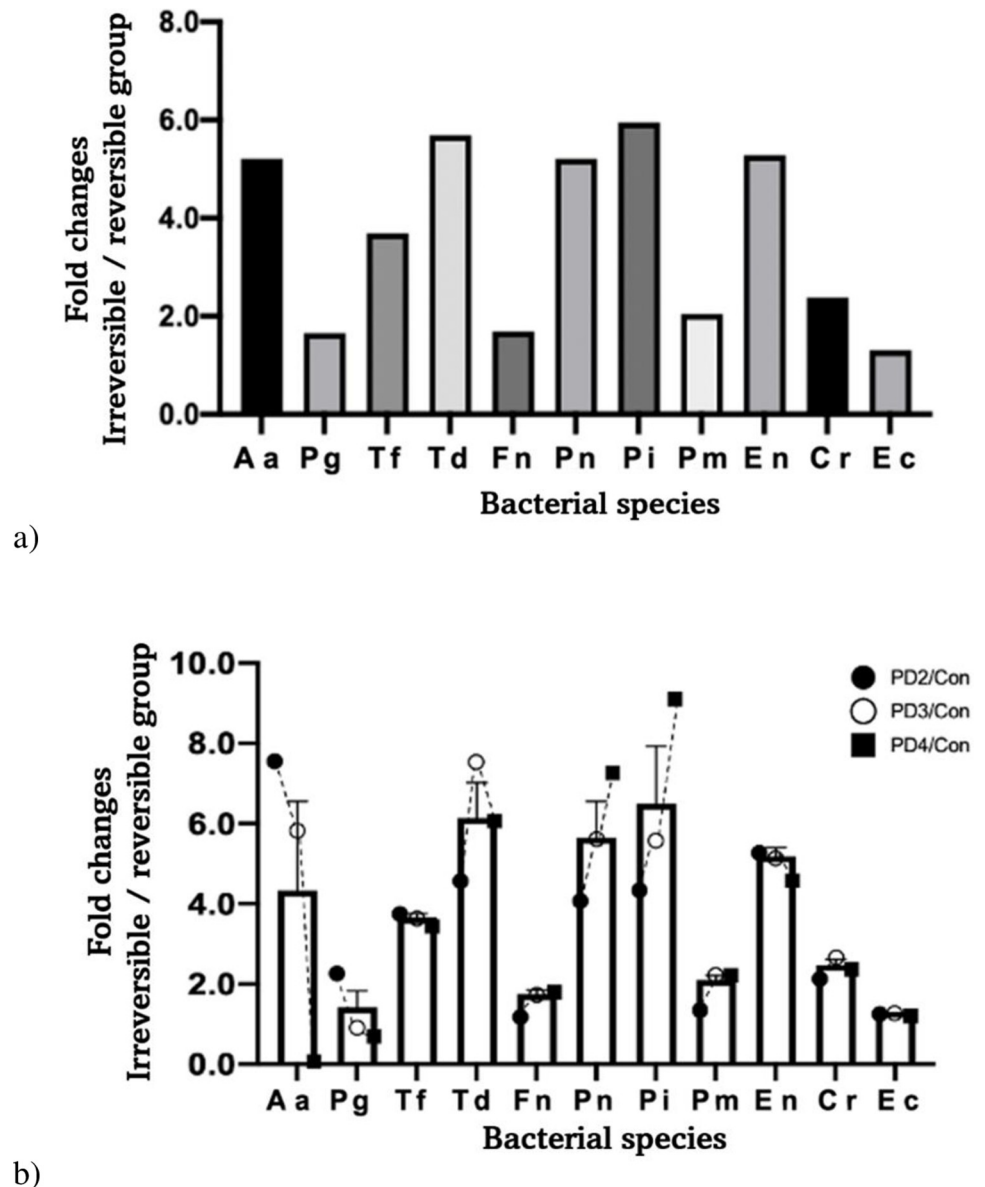 8.0
6.0
4.0
2.0
0.0
Fold changes
Irreversible / reversible group
Aa Pg Tf Td Fn Pn Pi Pm En Cr Ec
Bacterial species
a)
10.0
8.0
6.0
4.0
2.0
0.0
Fold changes
Irreversible / reversible group
PD2/Con
PD3/Con
PD4/Con
Aa Pg Tf Td Fn Pn Pi Pm En Cr Ec
Bacterial species
b)